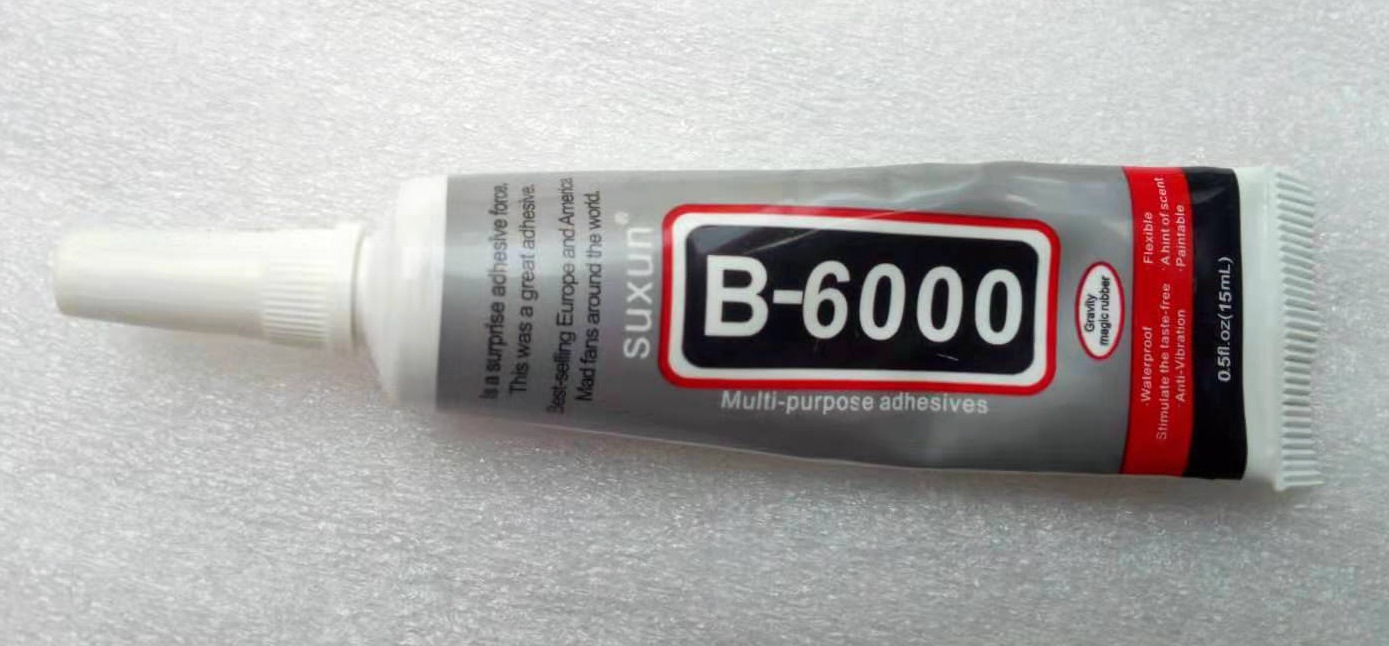 Is a surprise adhesive force.
This was a great adhesive.
Best-selling Europe and America
Mad fans around the world.
suxun®
B-6000
Multi-purpose adhesives
Gravity
magic rubber
·Waterproof ·Flexible
Stimulate the taste-free ·A hint of scent
·Anti-Vibration ·Paintable
0.5fl.oz(15mL)